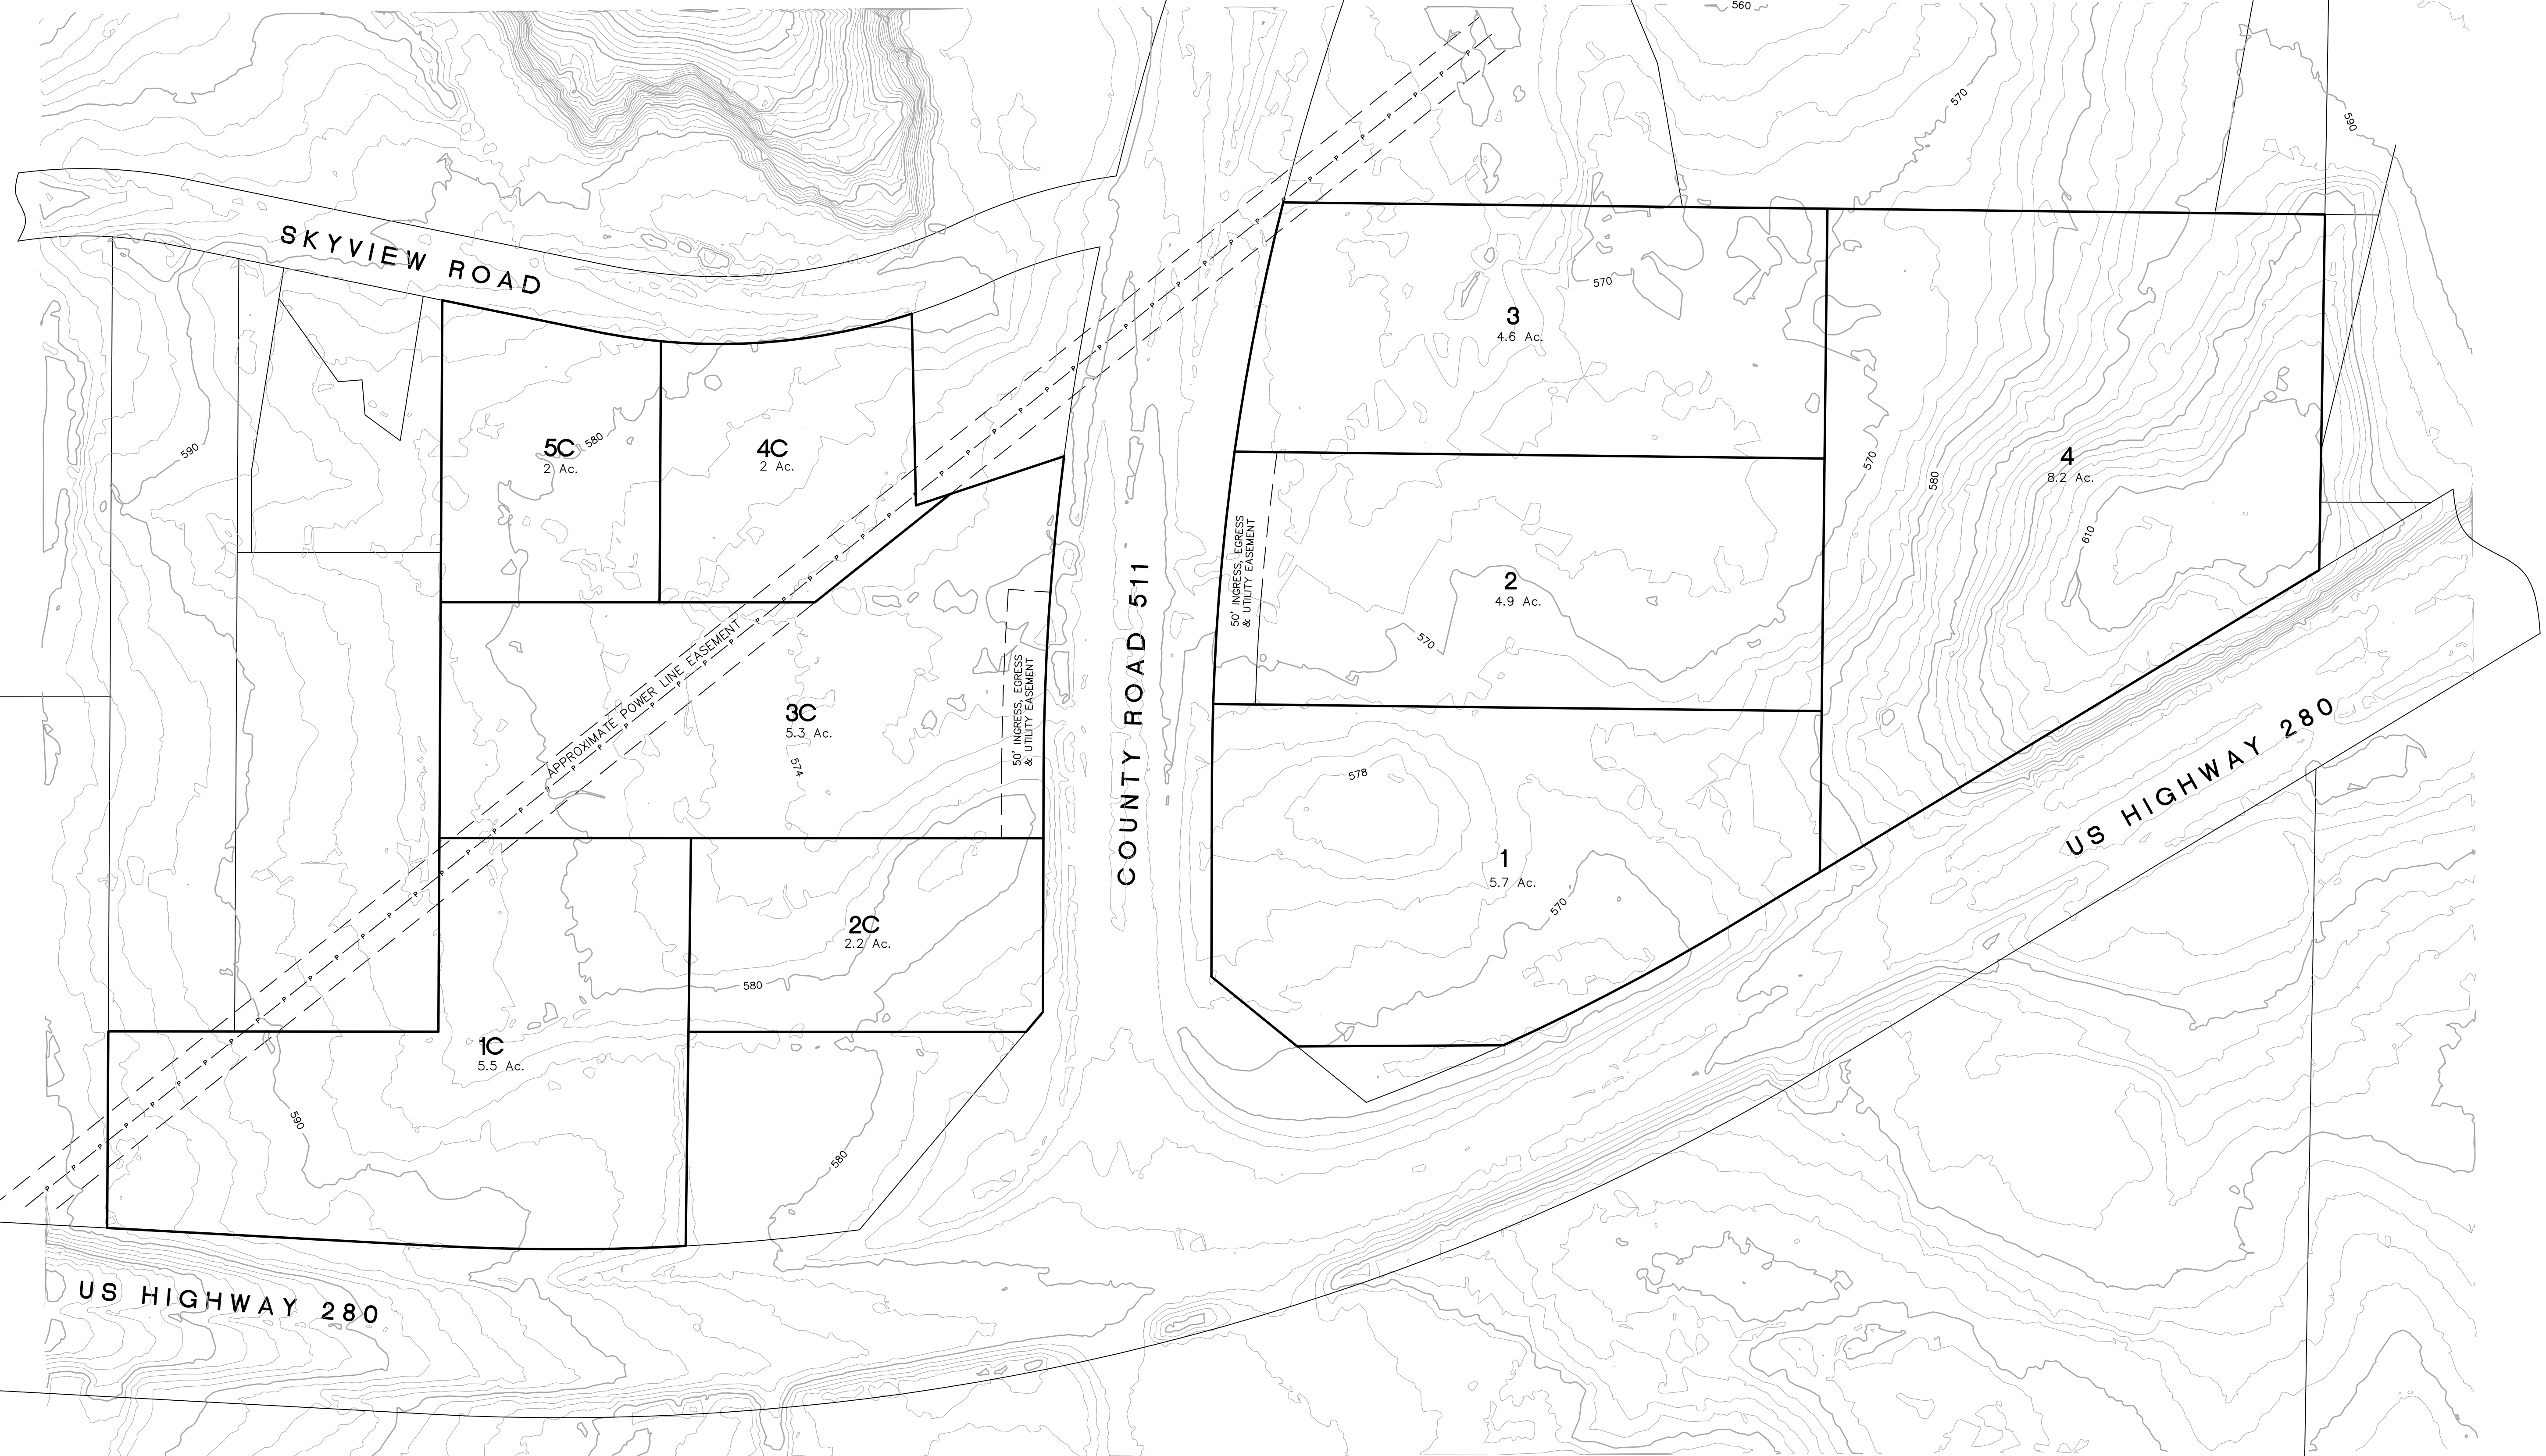 560
570
590
SKYVIEW ROAD
570
3
4.6 Ac.
590
5C
2 Ac.
580
4C
2 Ac.
570
580
4
8.2 Ac.
610
50' INGRESS, EGRESS
& UTILITY EASEMENT
2
4.9 Ac.
570
COUNTY ROAD 511
APPROXIMATE POWER LINE EASEMENT
50' INGRESS, EGRESS
& UTILITY EASEMENT
3C
5.3 Ac.
574
578
US HIGHWAY 280
1
5.7 Ac.
570
2C
2.2 Ac.
580
1C
5.5 Ac.
590
580
US HIGHWAY 280